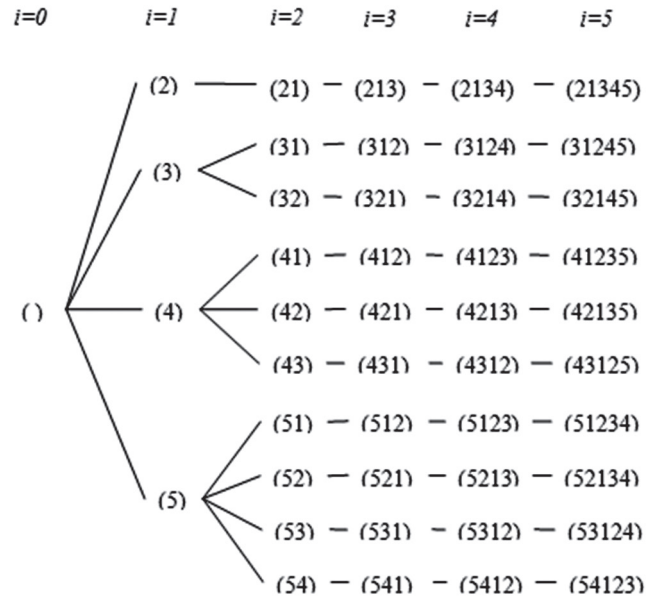 i=0 i=1 i=2 i=3 i=4 i=5
(2) (21) (213) (2134) (21345)
(31) (312) (3124) (31245)
(3)
(32) (321) (3214) (32145)
(41) (412) (4123) (41235)
( ) (4) (42) (421) (4213) (42135)
(43) (431) (4312) (43125)
(51) (512) (5123) (51234)
(52) (521) (5213) (52134)
(5)
(53) (531) (5312) (53124)
(54) (541) (5412) (54123)